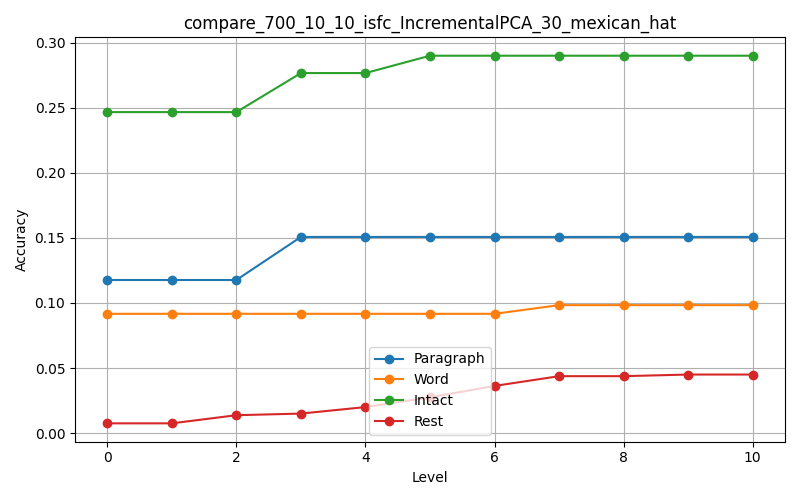 compare_700_10_10_isfc_IncrementalPCA_30_mexican_hat
0.30
0.25
0.20
0.15
0.10
0.05
0.00
Accuracy
Paragraph
Word
Intact
Rest
0 2 4 6 8 10
Level